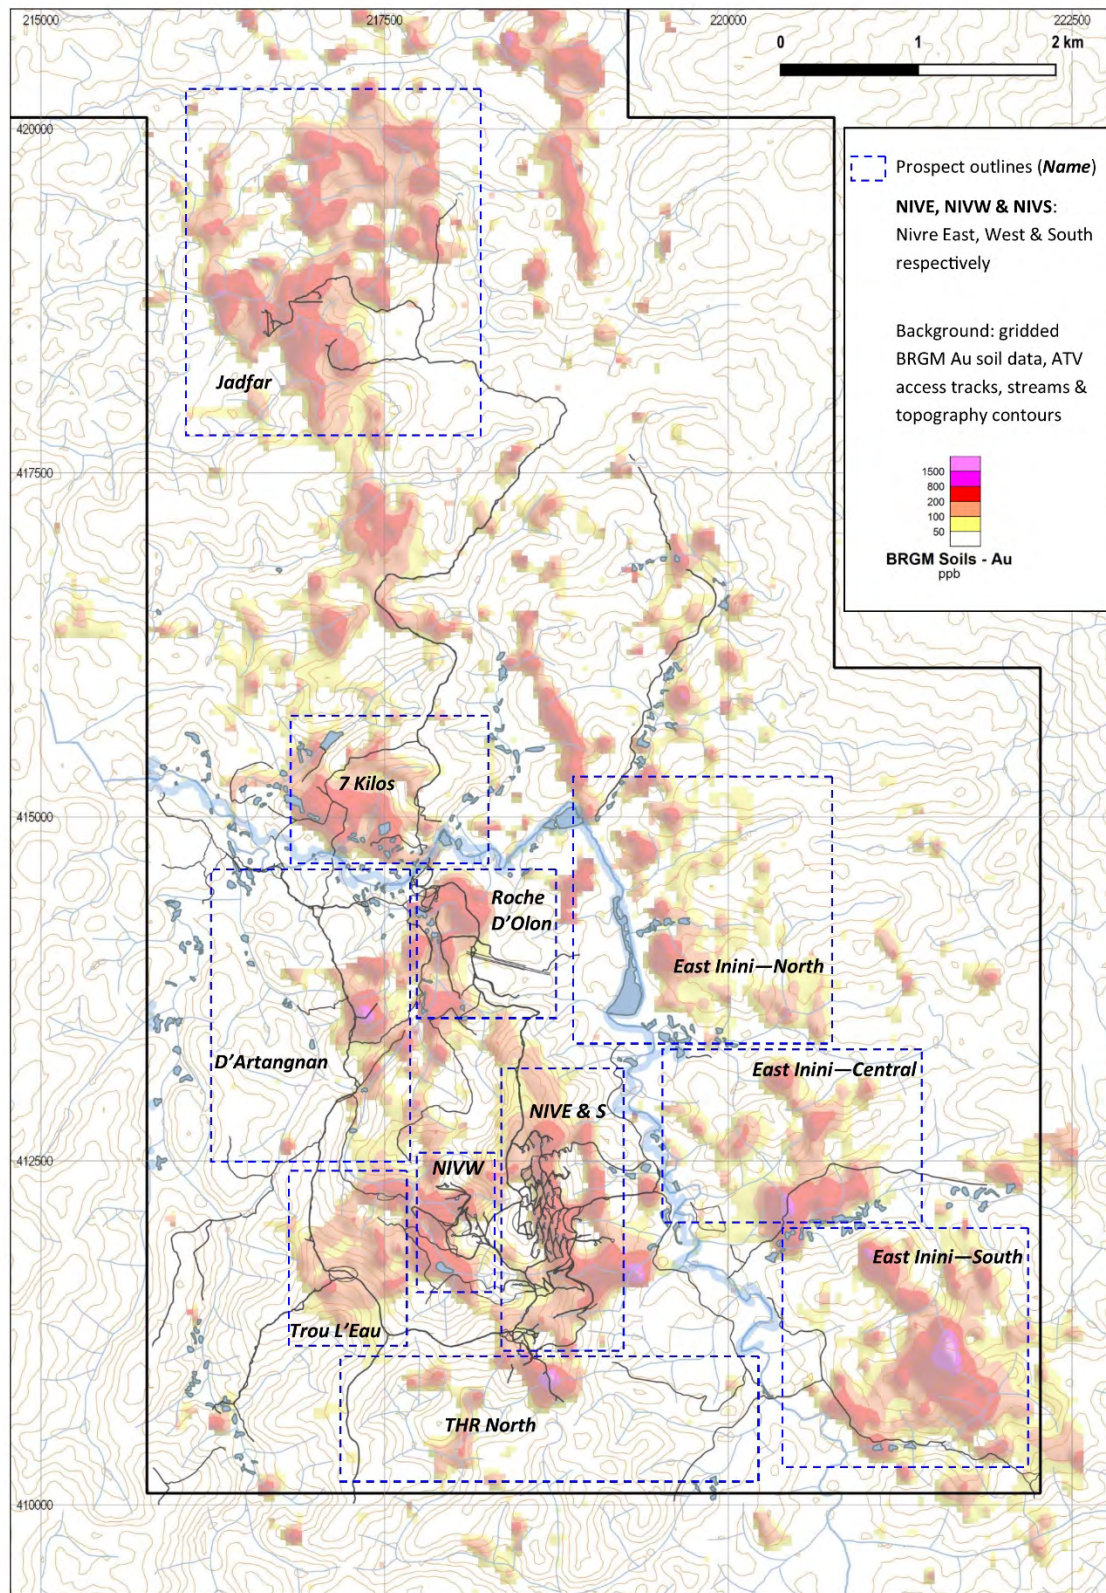 215000
217500
220000
222500
0 1 2 km
420000
Prospect outlines (Name)
NIVE, NIVW & NIVS:
Nivre East, West & South
respectively
Background: gridded
BRGM Au soil data, ATV
access tracks, streams &
topography contours
1500
800
200
100
50
BRGM Soils - Au
ppb
Jadfar
417500
7 Kilos
415000
Roche
D'Olon
East Inini—North
D'Artangnan
East Inini—Central
NIVE & S
NIVW
412500
East Inini—South
Trou L'Eau
THR North
410000